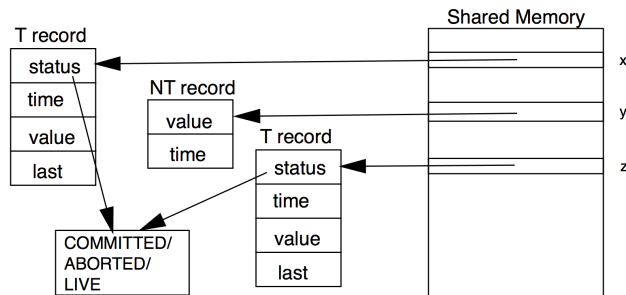 Shared Memory
T record
status
time
value
last
NT record
value
time
T record
status
time
value
last
COMMITTED/
ABORTED/
LIVE
x
y
z